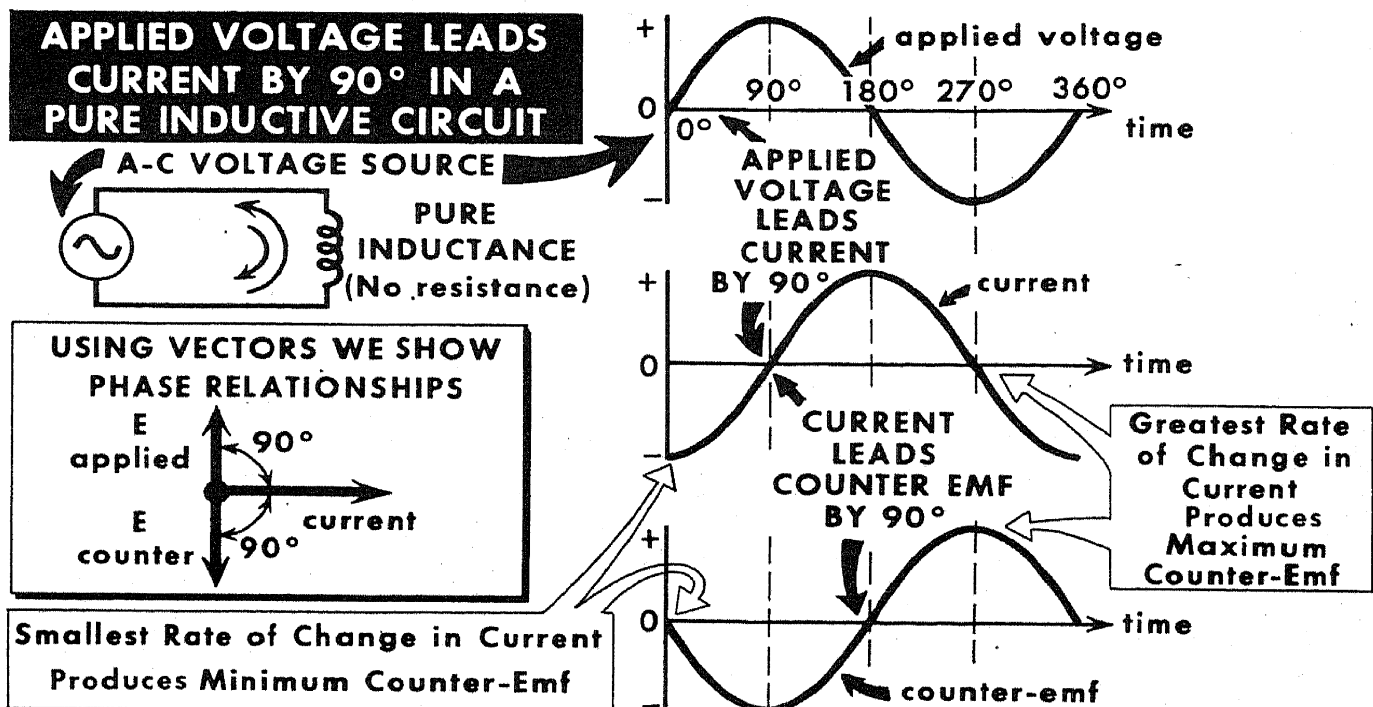 APPLIED VOLTAGE LEADS
CURRENT BY 90° IN A
PURE INDUCTIVE CIRCUIT
A-C VOLTAGE SOURCE
PURE
INDUCTANCE
(No resistance)
USING VECTORS WE SHOW
PHASE RELATIONSHIPS
E
applied
90°
current
E
counter
90°
Smallest Rate of Change in Current
Produces Minimum Counter-Emf
+
applied voltage
0
0°
90°
180°
270°
360°
time
−
APPLIED
VOLTAGE
LEADS
CURRENT
BY 90°
+
current
0
time
−
CURRENT
LEADS
COUNTER EMF
BY 90°
Greatest Rate
of Change in
Current
Produces
Maximum
Counter-Emf
+
0
time
counter-emf
−